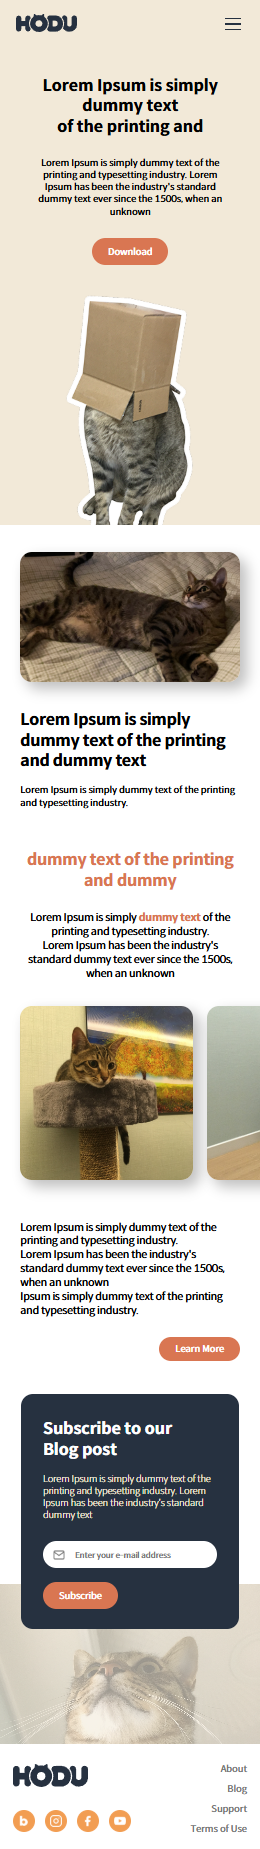 HODU
Lorem Ipsum is simply
dummy text
of the printing and
Lorem Ipsum is simply dummy text of the
printing and typesetting industry. Lorem
Ipsum has been the industry's standard
dummy text ever since the 1500s, when an
unknown
Download
Lorem Ipsum is simply
dummy text of the printing
and dummy text
Lorem Ipsum is simply dummy text of the printing
and typesetting industry.
dummy text of the printing
and dummy
Lorem Ipsum is simply dummy text of the
printing and typesetting industry.
Lorem Ipsum has been the industry's
standard dummy text ever since the 1500s,
when an unknown
Lorem Ipsum is simply dummy text of the
printing and typesetting industry.
Lorem Ipsum has been the industry's
standard dummy text ever since the 1500s,
when an unknown
Ipsum is simply dummy text of the printing
and typesetting industry.
Learn More
Subscribe to our
Blog post
Lorem Ipsum is simply dummy text of the
printing and typesetting industry. Lorem
Ipsum has been the industry's standard
dummy text
Enter your e-mail address
Subscribe
HODU
About
Blog
Support
Terms of Use